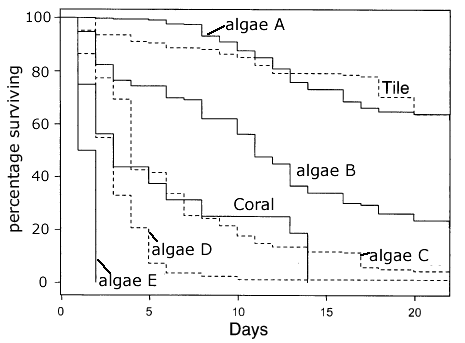 percentage surviving
100
80
60
40
20
0
algae A
Tile
algae B
Coral
algae C
algae D
algae E
0
5
10
15
20
Days